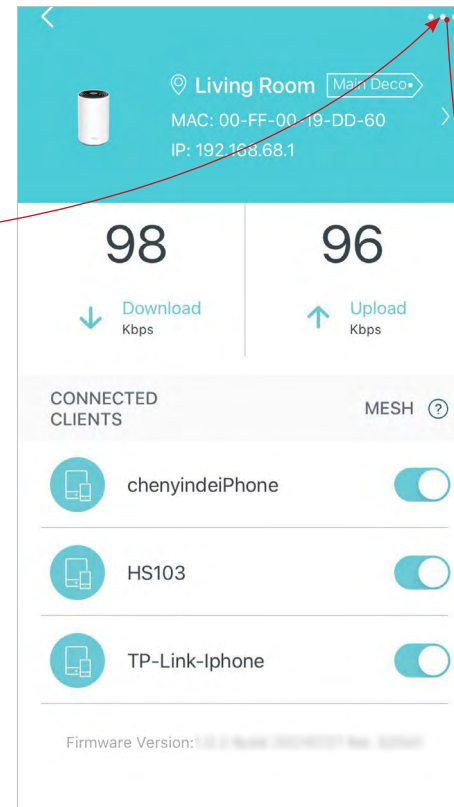 Living Room Main Deco
MAC: 00-FF-00-19-DD-60
IP: 192.168.68.1
98 96
Download Upload
Kbps Kbps
CONNECTED
CLIENTS
MESH ?
chenyindeiPhone
HS103
TP-Link-Iphone
Firmware Version: